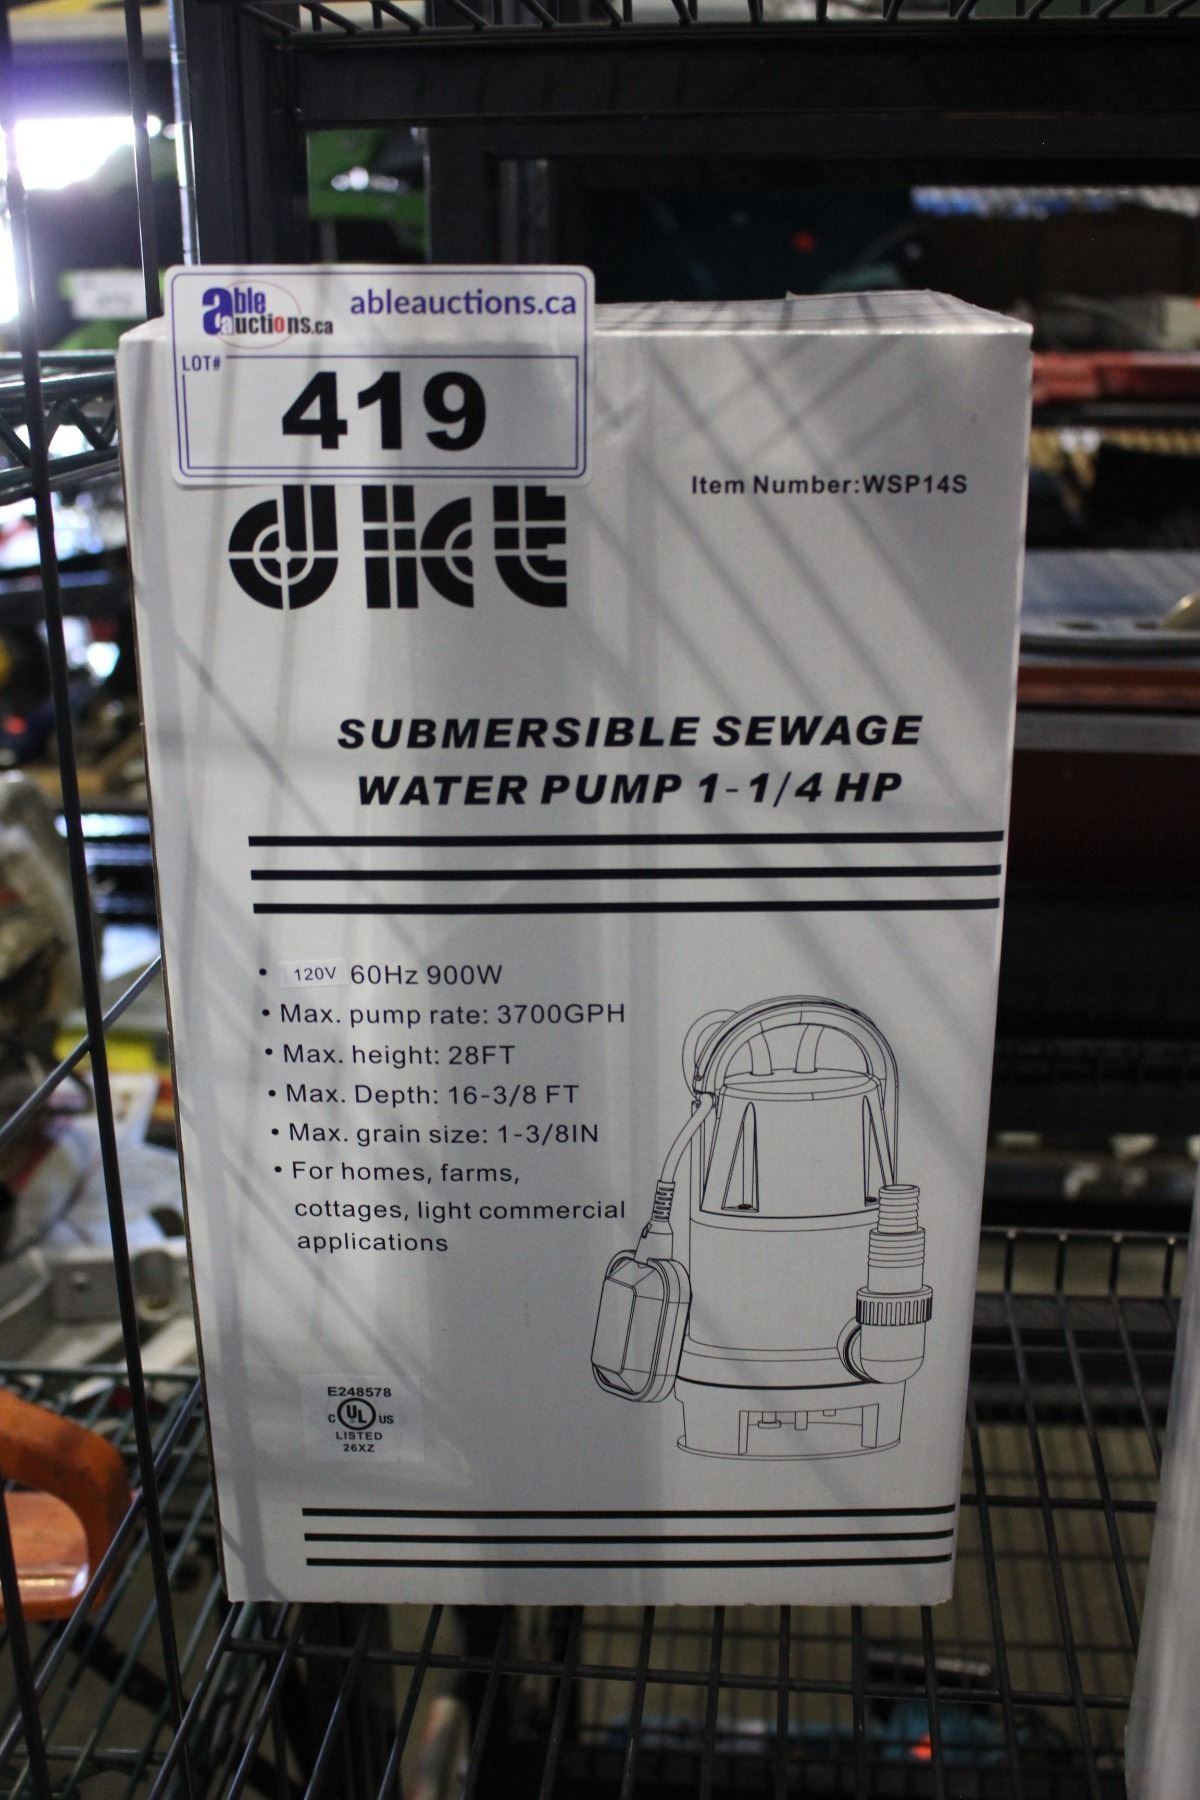 able auctions.ca
ableauctions.ca
LOT#
419
Item Number:WSP14S
SUBMERSIBLE SEWAGE
WATER PUMP 1-1/4 HP
• 120V 60Hz 900W
• Max. pump rate: 3700GPH
• Max. height: 28FT
• Max. Depth: 16-3/8 FT
• Max. grain size: 1-3/8IN
• For homes, farms,
cottages, light commercial
applications
E248578
C UL US
LISTED
26XZ